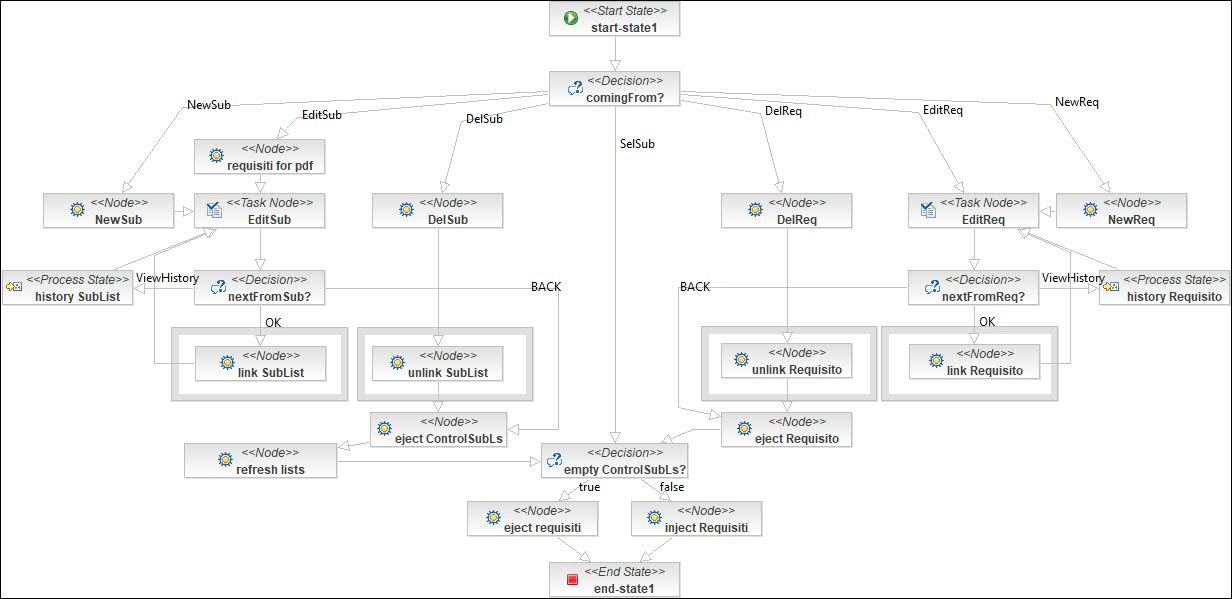 <<Start State>>
start-state1
<<Decision>>
comingFrom?
NewSub
EditSub
DelSub
SelSub
DelReq
EditReq
NewReq
<<Node>>
requisiti for pdf
<<Node>>
NewSub
<<Task Node>>
EditSub
<<Node>>
DelSub
<<Node>>
DelReq
<<Task Node>>
EditReq
<<Node>>
NewReq
<<Process State>>
history SubList
ViewHistory
<<Decision>>
nextFromSub?
BACK
BACK
<<Decision>>
nextFromReq?
ViewHistory
<<Process State>>
history Requisito
OK
OK
<<Node>>
link SubList
<<Node>>
unlink SubList
<<Node>>
unlink Requisito
<<Node>>
link Requisito
<<Node>>
eject ControlSubLs
<<Node>>
eject Requisito
<<Node>>
refresh lists
<<Decision>>
empty ControlSubLs?
true
false
<<Node>>
eject requisiti
<<Node>>
inject Requisiti
<<End State>>
end-state1